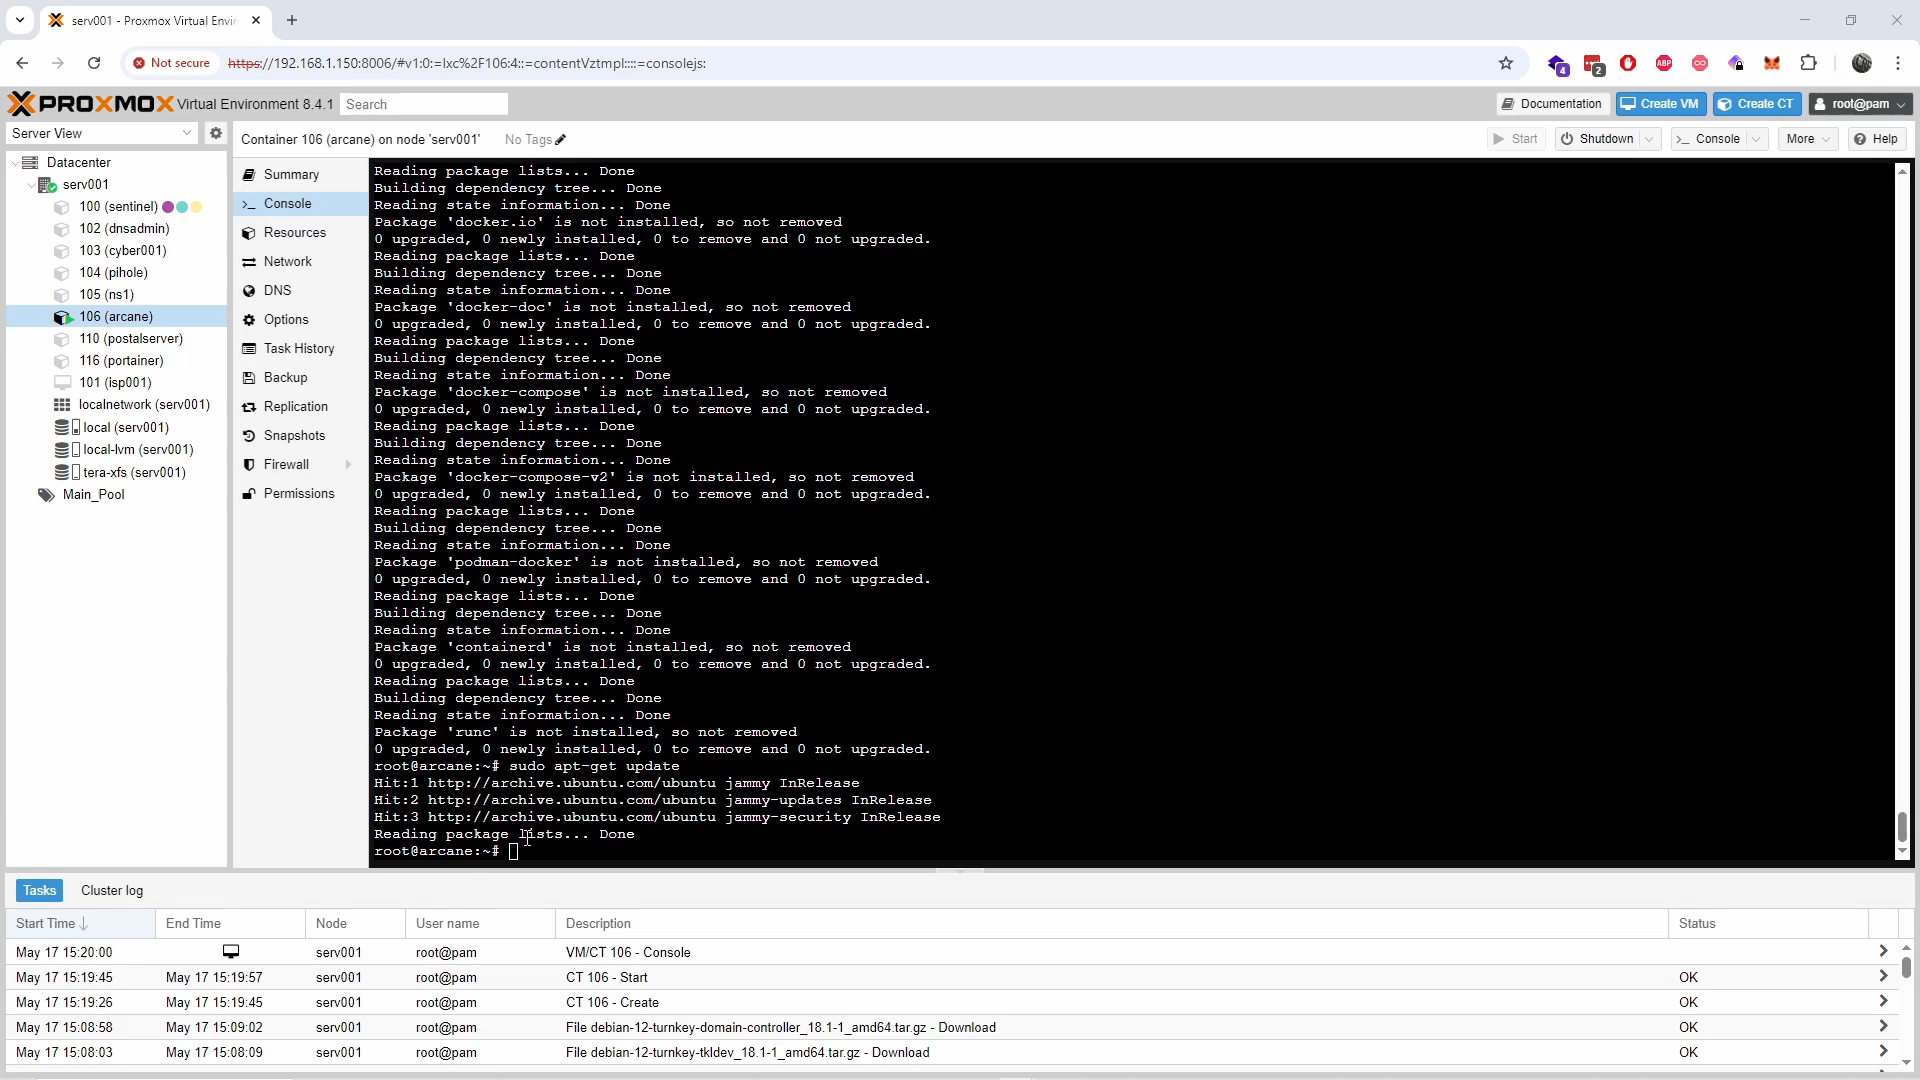 serv001 - Proxmox Virtual Envir
Not secure
https://192.168.1.150:8006/#v1:0:=lxc%2F106:4::=contentVztmpl::::=consolejs:
4
2
ABP
PROXMOX Virtual Environment 8.4.1
Search
Documentation
Create VM
Create CT
root@pam
Server View
Container 106 (arcane) on node 'serv001'
No Tags
Start
Shutdown
Console
More
Help
Datacenter
serv001
100 (sentinel)
102 (dnsadmin)
103 (cyber001)
104 (pihole)
105 (ns1)
106 (arcane)
110 (postalserver)
116 (portainer)
101 (isp001)
localnetwork (serv001)
local (serv001)
local-lvm (serv001)
tera-xfs (serv001)
Main_Pool
Summary
Console
Resources
Network
DNS
Options
Task History
Backup
Replication
Snapshots
Firewall
Permissions
Reading package lists... Done
Building dependency tree... Done
Reading state information... Done
Package 'docker.io' is not installed, so not removed
0 upgraded, 0 newly installed, 0 to remove and 0 not upgraded.
Reading package lists... Done
Building dependency tree... Done
Reading state information... Done
Package 'docker-doc' is not installed, so not removed
0 upgraded, 0 newly installed, 0 to remove and 0 not upgraded.
Reading package lists... Done
Building dependency tree... Done
Reading state information... Done
Package 'docker-compose' is not installed, so not removed
0 upgraded, 0 newly installed, 0 to remove and 0 not upgraded.
Reading package lists... Done
Building dependency tree... Done
Reading state information... Done
Package 'docker-compose-v2' is not installed, so not removed
0 upgraded, 0 newly installed, 0 to remove and 0 not upgraded.
Reading package lists... Done
Building dependency tree... Done
Reading state information... Done
Package 'podman-docker' is not installed, so not removed
0 upgraded, 0 newly installed, 0 to remove and 0 not upgraded.
Reading package lists... Done
Building dependency tree... Done
Reading state information... Done
Package 'containerd' is not installed, so not removed
0 upgraded, 0 newly installed, 0 to remove and 0 not upgraded.
Reading package lists... Done
Building dependency tree... Done
Reading state information... Done
Package 'runc' is not installed, so not removed
0 upgraded, 0 newly installed, 0 to remove and 0 not upgraded.
root@arcane:~# sudo apt-get update
Hit:1 http://archive.ubuntu.com/ubuntu jammy InRelease
Hit:2 http://archive.ubuntu.com/ubuntu jammy-updates InRelease
Hit:3 http://archive.ubuntu.com/ubuntu jammy-security InRelease
Reading package lists... Done
root@arcane:~#
Tasks
Cluster log
Start Time End Time Node User name Description Status
May 17 15:20:00 serv001 root@pam VM/CT 106 - Console
May 17 15:19:45 May 17 15:19:57 serv001 root@pam CT 106 - Start OK
May 17 15:19:26 May 17 15:19:45 serv001 root@pam CT 106 - Create OK
May 17 15:08:58 May 17 15:09:02 serv001 root@pam File debian-12-turnkey-domain-controller_18.1-1_amd64.tar.gz - Download OK
May 17 15:08:03 May 17 15:08:09 serv001 root@pam File debian-12-turnkey-tkldev_18.1-1_amd64.tar.gz - Download OK